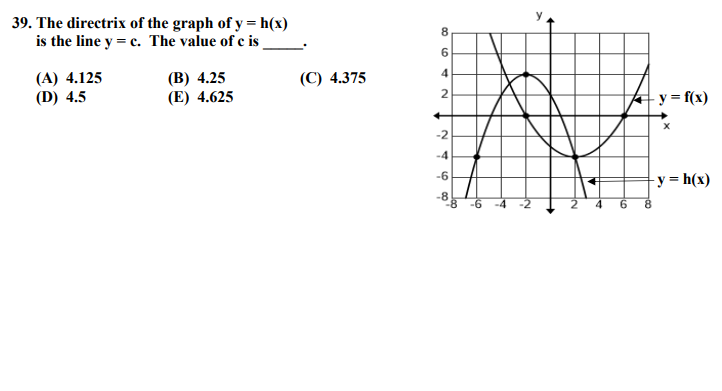 39. The directrix of the graph of y = h(x)
is the line y = c. The value of c is _____.
(A) 4.125 (B) 4.25 (C) 4.375
(D) 4.5 (E) 4.625
y
8
6
4
2
-2
-4
-6
-8
-8 -6 -4 -2 2 4 6 8
x
y = f(x)
y = h(x)